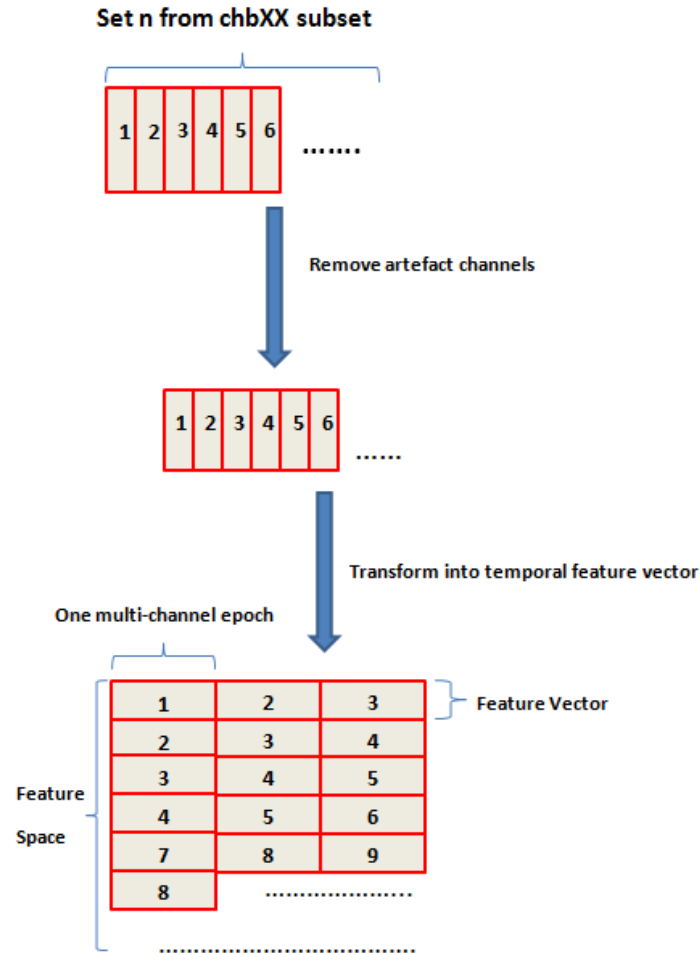 Set n from chbXX subset
1 2 3 4 5 6 .......
Remove artefact channels
1 2 3 4 5 6 ......
Transform into temporal feature vector
One multi-channel epoch
1 2 3
Feature Vector
2 3 4
3 4 5
Feature
4 5 6
Space
7 8 9
8 .....................
....................................